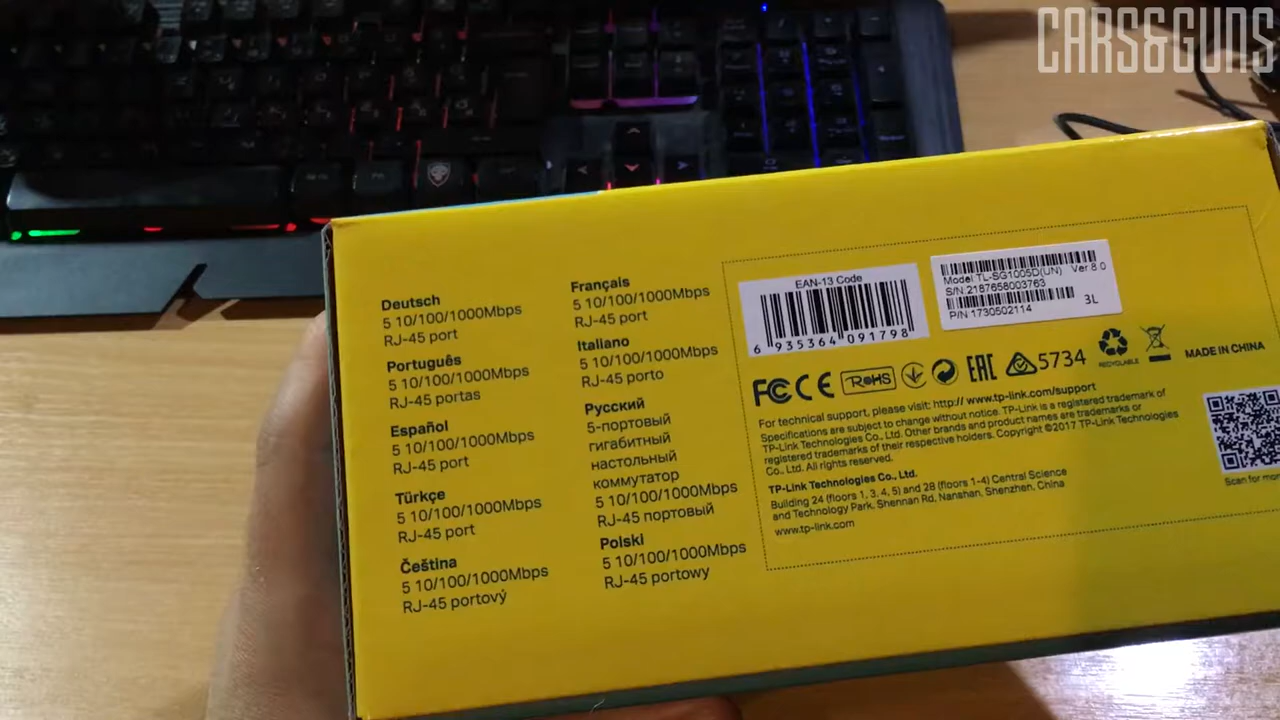 CARS&GUNS
Deutsch
5 10/100/1000Mbps
RJ-45 port
Português
5 10/100/1000Mbps
RJ-45 portas
Español
5 10/100/1000Mbps
RJ-45 port
Türkçe
5 10/100/1000Mbps
RJ-45 port
Čeština
5 10/100/1000Mbps
RJ-45 portový
Français
5 10/100/1000Mbps
RJ-45 port
Italiano
5 10/100/1000Mbps
RJ-45 porto
Русский
5-портовый
гигабитный
настольный
коммутатор
5 10/100/1000Mbps
RJ-45 портовый
Polski
5 10/100/1000Mbps
RJ-45 portowy
EAN-13 Code
6 935364 091798
Model:TL-SG1005D(UN) Ver:8.0
S/N:2187658003763
P/N:1730502114
3L
FC CE RoHS EAC 5734
RECYCLABLE
MADE IN CHINA
For technical support, please visit: http:// www.tp-link.com/support
Specifications are subject to change without notice. TP-Link is a registered trademark of
TP-Link Technologies Co., Ltd. Other brands and product names are trademarks or
registered trademarks of their respective holders. Copyright ©2017 TP-Link Technologies
Co., Ltd. All rights reserved.
TP-Link Technologies Co., Ltd.
Building 24 (floors 1, 3, 4, 5) and 28 (floors 1-4) Central Science
and Technology Park, Shennan Rd, Nanshan, Shenzhen, China
www.tp-link.com
Scan for